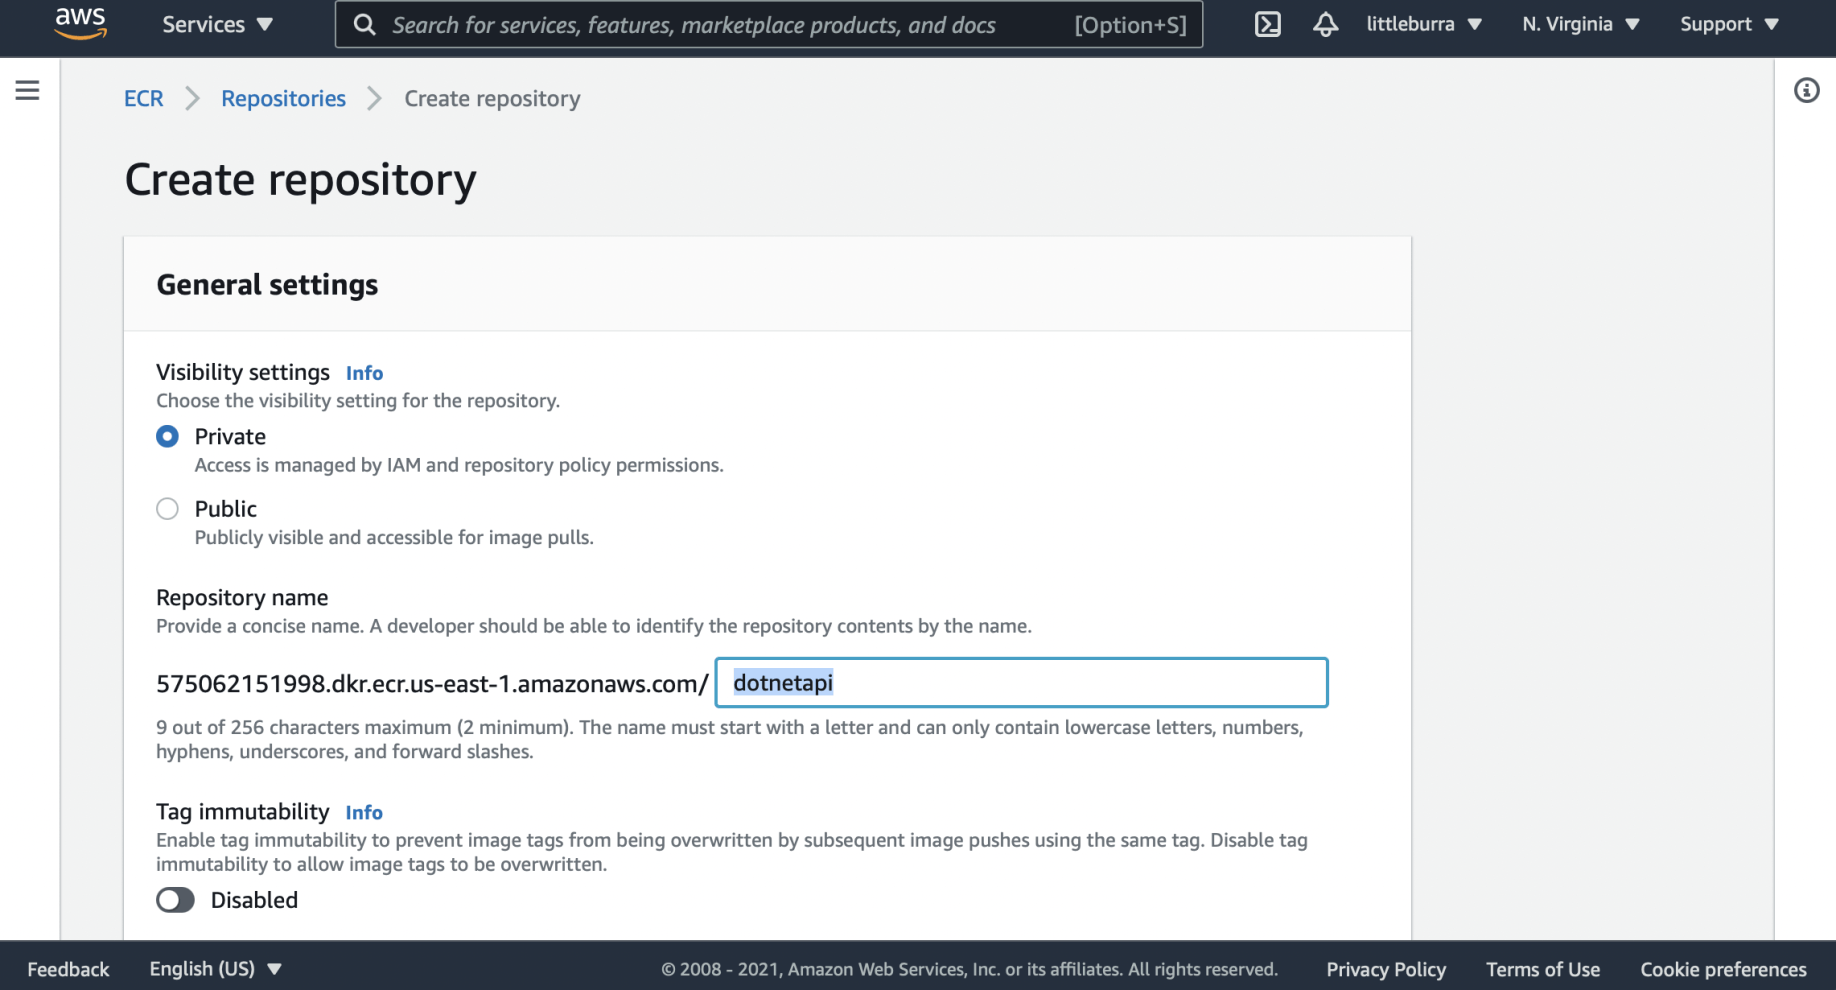 aws
Services
Search for services, features, marketplace products, and docs [Option+S]
littleburra
N. Virginia
Support
ECR > Repositories > Create repository
Create repository
General settings
Visibility settings Info
Choose the visibility setting for the repository.
Private
Access is managed by IAM and repository policy permissions.
Public
Publicly visible and accessible for image pulls.
Repository name
Provide a concise name. A developer should be able to identify the repository contents by the name.
575062151998.dkr.ecr.us-east-1.amazonaws.com/ dotnetapi
9 out of 256 characters maximum (2 minimum). The name must start with a letter and can only contain lowercase letters, numbers,
hyphens, underscores, and forward slashes.
Tag immutability Info
Enable tag immutability to prevent image tags from being overwritten by subsequent image pushes using the same tag. Disable tag
immutability to allow image tags to be overwritten.
Disabled
Feedback
English (US)
© 2008 - 2021, Amazon Web Services, Inc. or its affiliates. All rights reserved.
Privacy Policy
Terms of Use
Cookie preferences